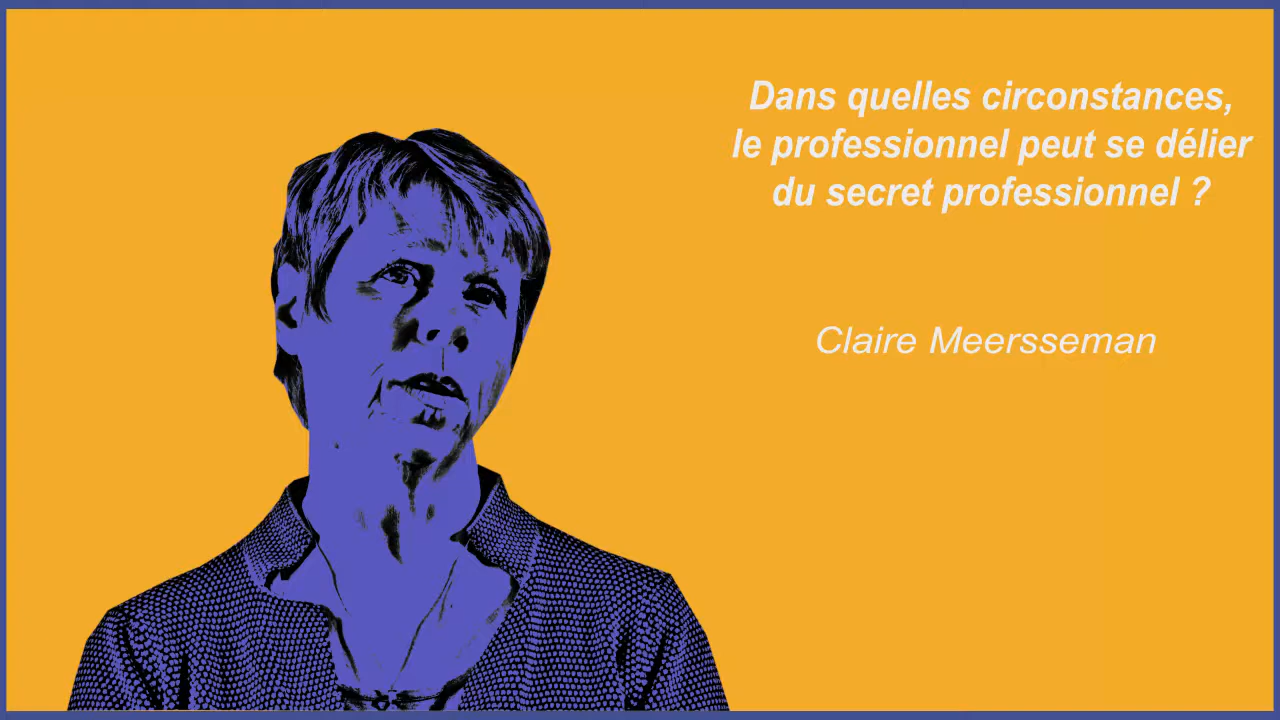 Dans quelles circonstances,
le professionnel peut se délier
du secret professionnel ?
Claire Meersseman